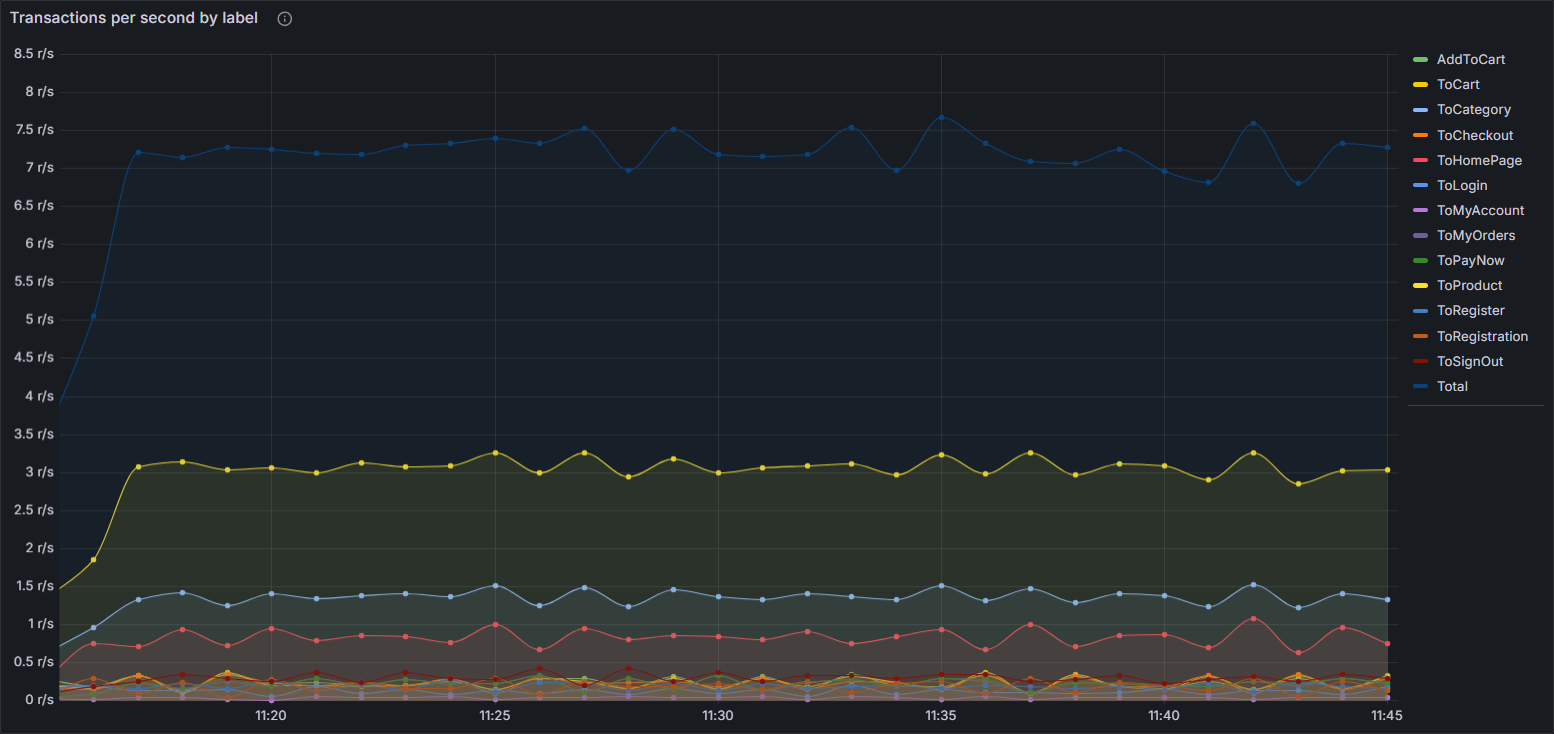 Transactions per second by label
8.5 r/s
8 r/s
7.5 r/s
7 r/s
6.5 r/s
6 r/s
5.5 r/s
5 r/s
4.5 r/s
4 r/s
3.5 r/s
3 r/s
2.5 r/s
2 r/s
1.5 r/s
1 r/s
0.5 r/s
0 r/s
11:20
11:25
11:30
11:35
11:40
11:45
AddToCart
ToCart
ToCategory
ToCheckout
ToHomePage
ToLogin
ToMyAccount
ToMyOrders
ToPayNow
ToProduct
ToRegister
ToRegistration
ToSignOut
Total